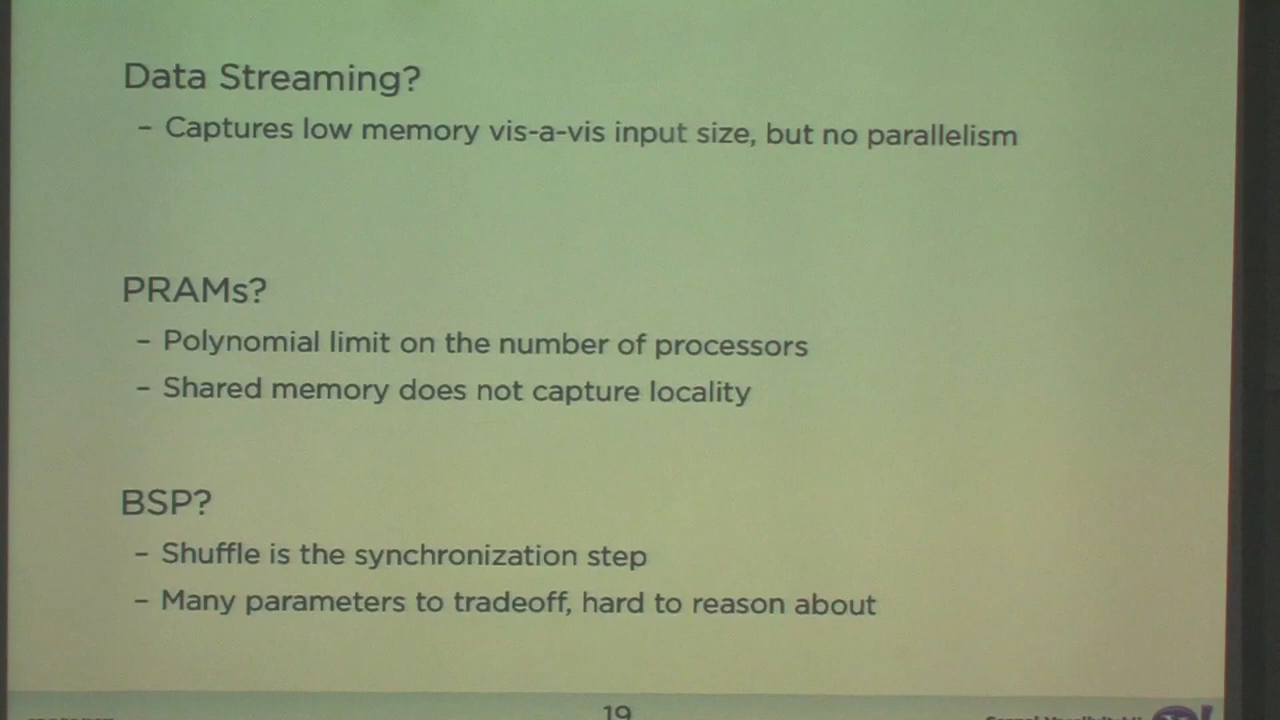 Data Streaming?
– Captures low memory vis-a-vis input size, but no parallelism
PRAMs?
– Polynomial limit on the number of processors
– Shared memory does not capture locality
BSP?
– Shuffle is the synchronization step
– Many parameters to tradeoff, hard to reason about
19